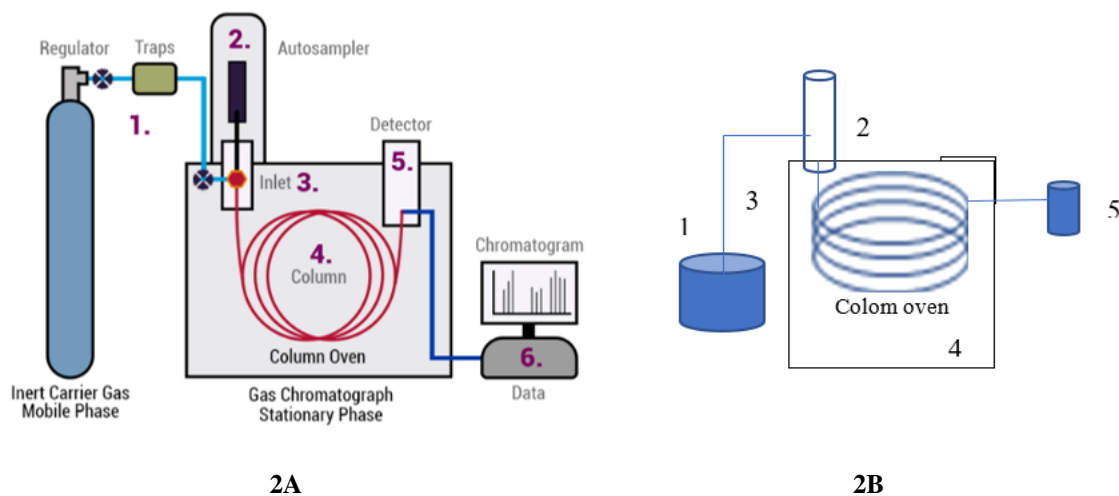 Regulator
Traps
2.
Autosampler
1.
Detector
5.
Inlet 3.
4.
Column
Column Oven
Chromatogram
6.
Data
Inert Carrier Gas
Mobile Phase
Gas Chromatograph
Stationary Phase
2A
2
3
1
5
Colom oven
4
2B